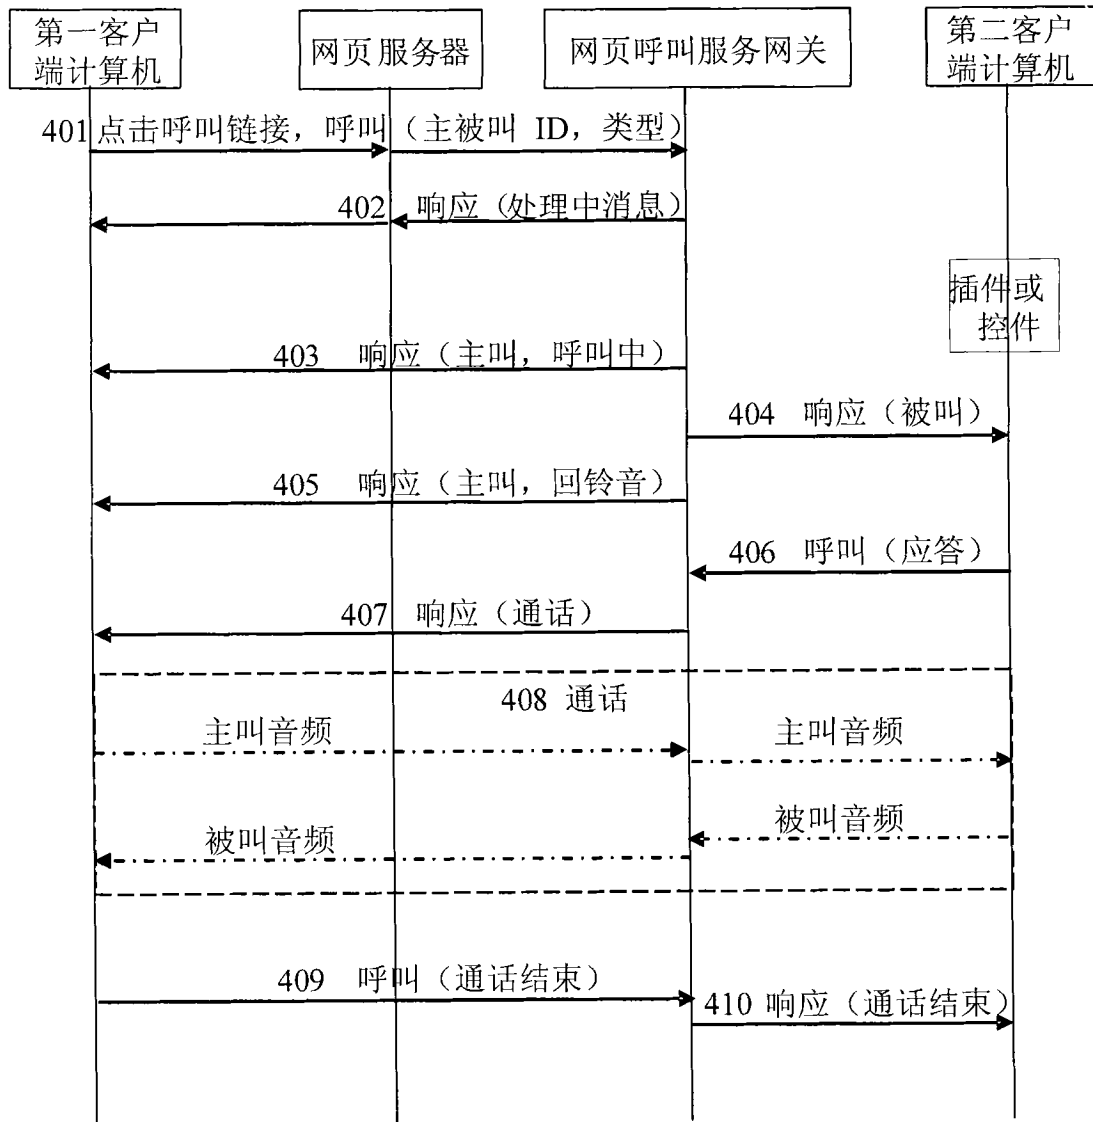 第一客户
端计算机
网页服务器
网页呼叫服务网关
第二客户
端计算机
401 点击呼叫链接，呼叫（主被叫 ID，类型）
402 响应（处理中消息）
插件或
控件
403 响应（主叫，呼叫中）
404 响应（被叫）
405 响应（主叫，回铃音）
406 呼叫（应答）
407 响应（通话）
408 通话
主叫音频
主叫音频
被叫音频
被叫音频
409 呼叫（通话结束）
410 响应（通话结束）